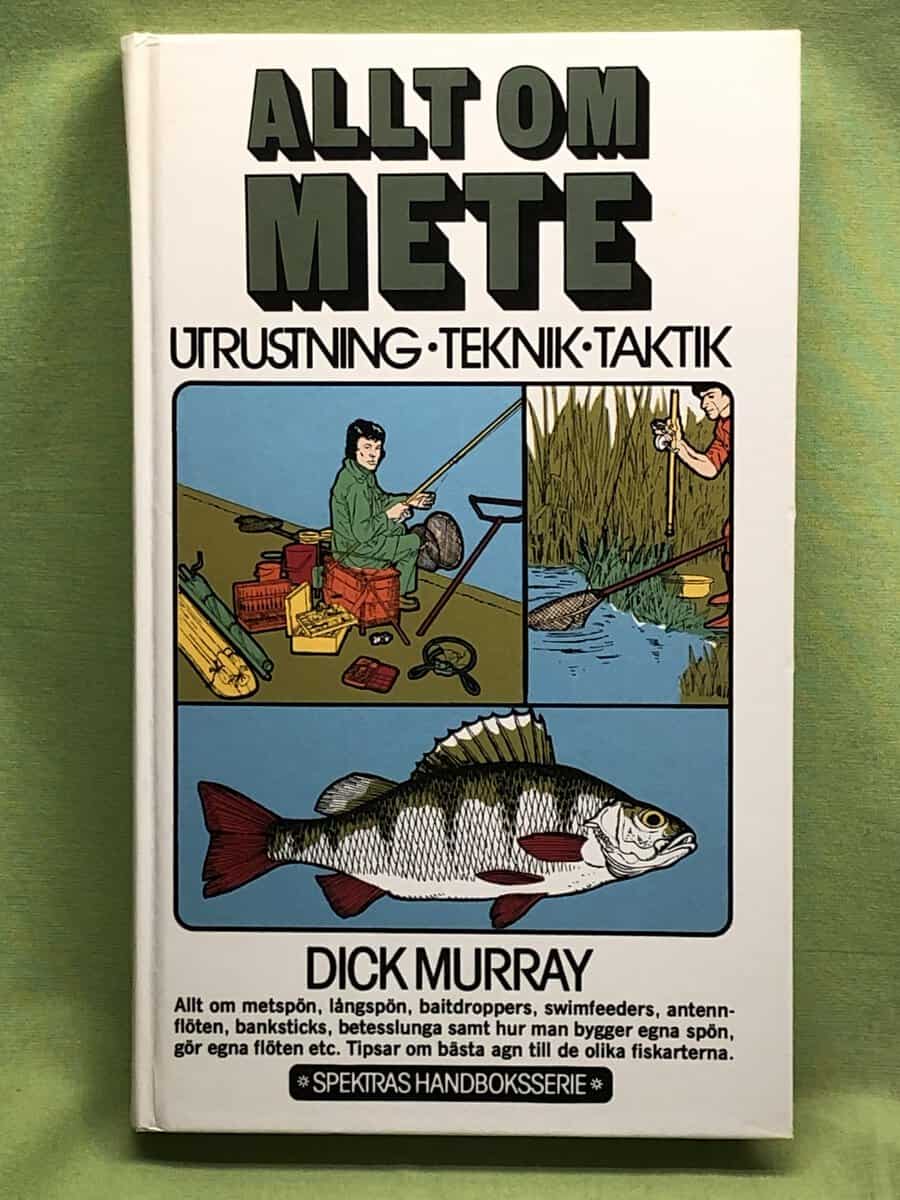 ALLT OM
METE
UTRUSTNING • TEKNIK • TAKTIK
DICK MURRAY
Allt om metspön, långspön, baitdroppers, swimfeeders, antenn-
flöten, banksticks, betesslunga samt hur man bygger egna spön,
gör egna flöten etc. Tipsar om bästa agn till de olika fiskarterna.
* SPEKTRAS HANDBOKSSERIE *